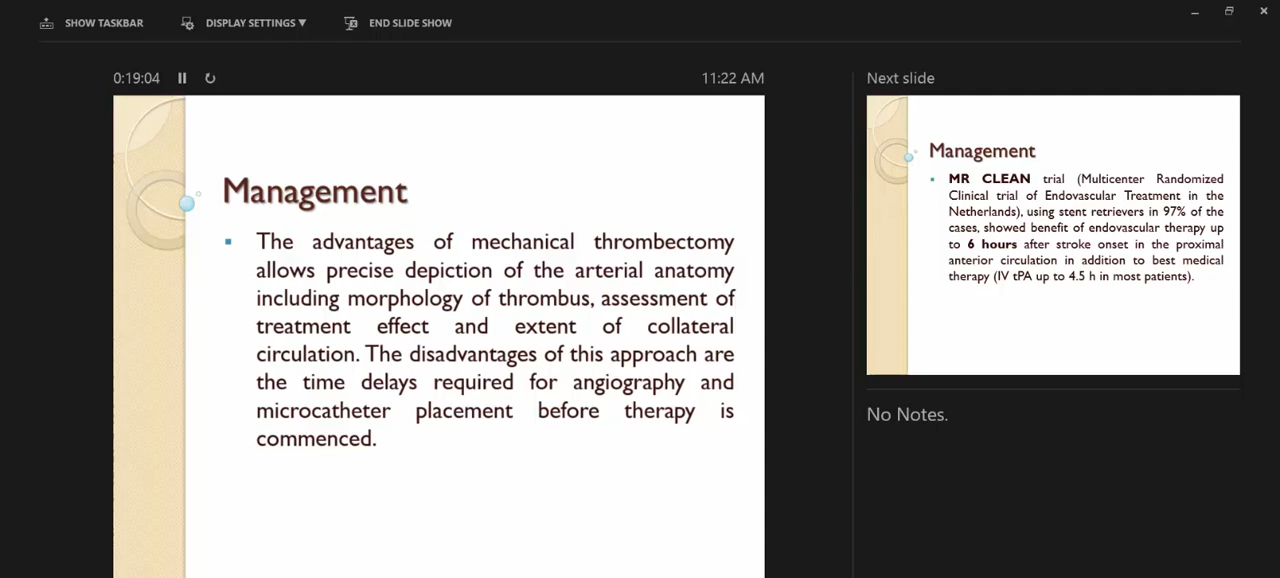 SHOW TASKBAR
DISPLAY SETTINGS ▼
END SLIDE SHOW
0:19:04
11:22 AM
Management
▪ The advantages of mechanical thrombectomy
allows precise depiction of the arterial anatomy
including morphology of thrombus, assessment of
treatment effect and extent of collateral
circulation. The disadvantages of this approach are
the time delays required for angiography and
microcatheter placement before therapy is
commenced.
Next slide
Management
▪ MR CLEAN trial (Multicenter Randomized
Clinical trial of Endovascular Treatment in the
Netherlands), using stent retrievers in 97% of the
cases, showed benefit of endovascular therapy up
to 6 hours after stroke onset in the proximal
anterior circulation in addition to best medical
therapy (IV tPA up to 4.5 h in most patients).
No Notes.